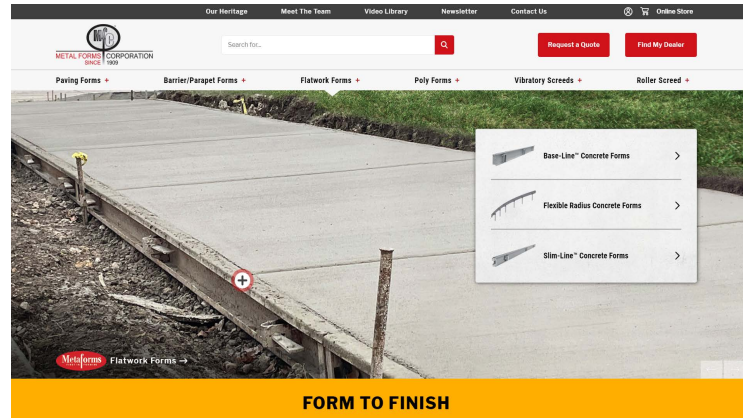 Our Heritage
Meet The Team
Video Library
Newsletter
Contact Us
Online Store
METAL FORMS CORPORATION
SINCE 1909
Search for...
Request a Quote
Find My Dealer
Paving Forms +
Barrier/Parapet Forms +
Flatwork Forms +
Poly Forms +
Vibratory Screeds +
Roller Screed +
Base-Line™ Concrete Forms
Flexible Radius Concrete Forms
Slim-Line™ Concrete Forms
Metaforms
Flatwork Forms →
FORM TO FINISH